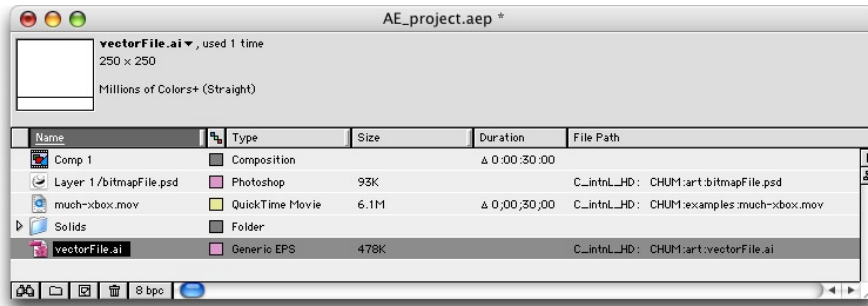 AE_project.aep *
vectorFile.ai ▾, used 1 time
250 x 250
Millions of Colors+ (Straight)
Name Type Size Duration File Path
Comp 1 Composition Δ 0:00:30:00
Layer 1/bitmapFile.psd Photoshop 93K C_intnL_HD: CHUM:art:bitmapFile.psd
much-xbox.mov QuickTime Movie 6.1M Δ 0;00;30;00 C_intnL_HD: CHUM:examples:much-xbox.mov
Solids Folder
vectorFile.ai Generic EPS 478K C_intnL_HD: CHUM:art:vectorFile.ai
8 bpc